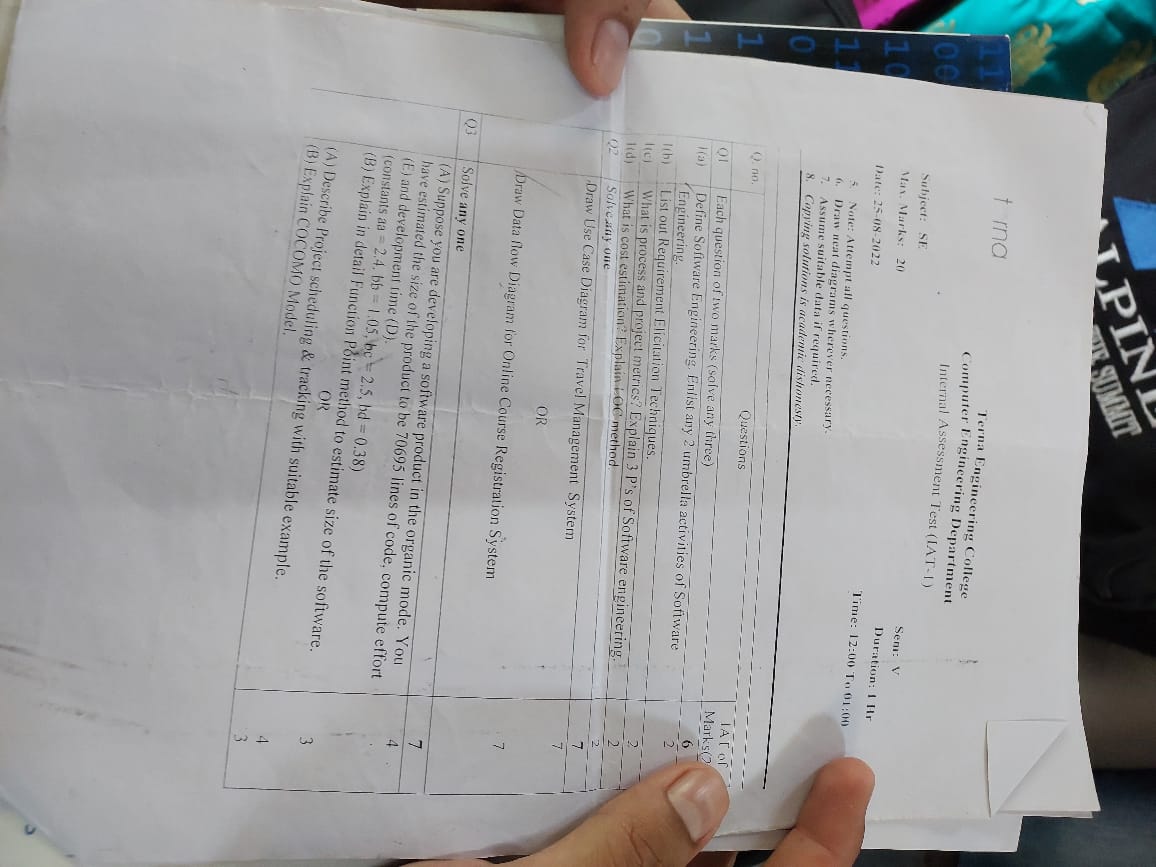 ALPINE
THE SUMMIT
t rna
Terna Engineering College
Computer Engineering Department
Internal Assessment Test (IAT-1)
Subject: SE
Sem: V
Max. Marks: 20
Duration: 1 Hr
Date: 25-08-2022
Time: 12:00 To 01:00
5. Note: Attempt all questions.
6. Draw neat diagrams wherever necessary.
7. Assume suitable data if required.
8. Copying solutions is academic dishonesty.
Q. no.
Questions
IAT of
Marks(2
Q1 Each question of two marks (solve any three) 6
1(a) Define Software Engineering. Enlist any 2 umbrella activities of Software 2
Engineering.
1(b) List out Requirement Elicitation Techniques. 2
1(c) What is process and project metrics? Explain 3 P's of Software engineering. 2
1(d) What is cost estimation? Explain LOC method 2
Q2 Solve any one 7
Draw Use Case Diagram for Travel Management System 7
OR
Draw Data flow Diagram for Online Course Registration System 7
Q3 Solve any one 7
(A) Suppose you are developing a software product in the organic mode. You 4
have estimated the size of the product to be 70695 lines of code, compute effort
(E) and development time (D).
(constants aa = 2.4. bb = 1.05, bc = 2.5, bd = 0.38)
(B) Explain in detail Function Point method to estimate size of the software. 3
OR
(A) Describe Project scheduling & tracking with suitable example. 4
(B) Explain COCOMO Model. 3